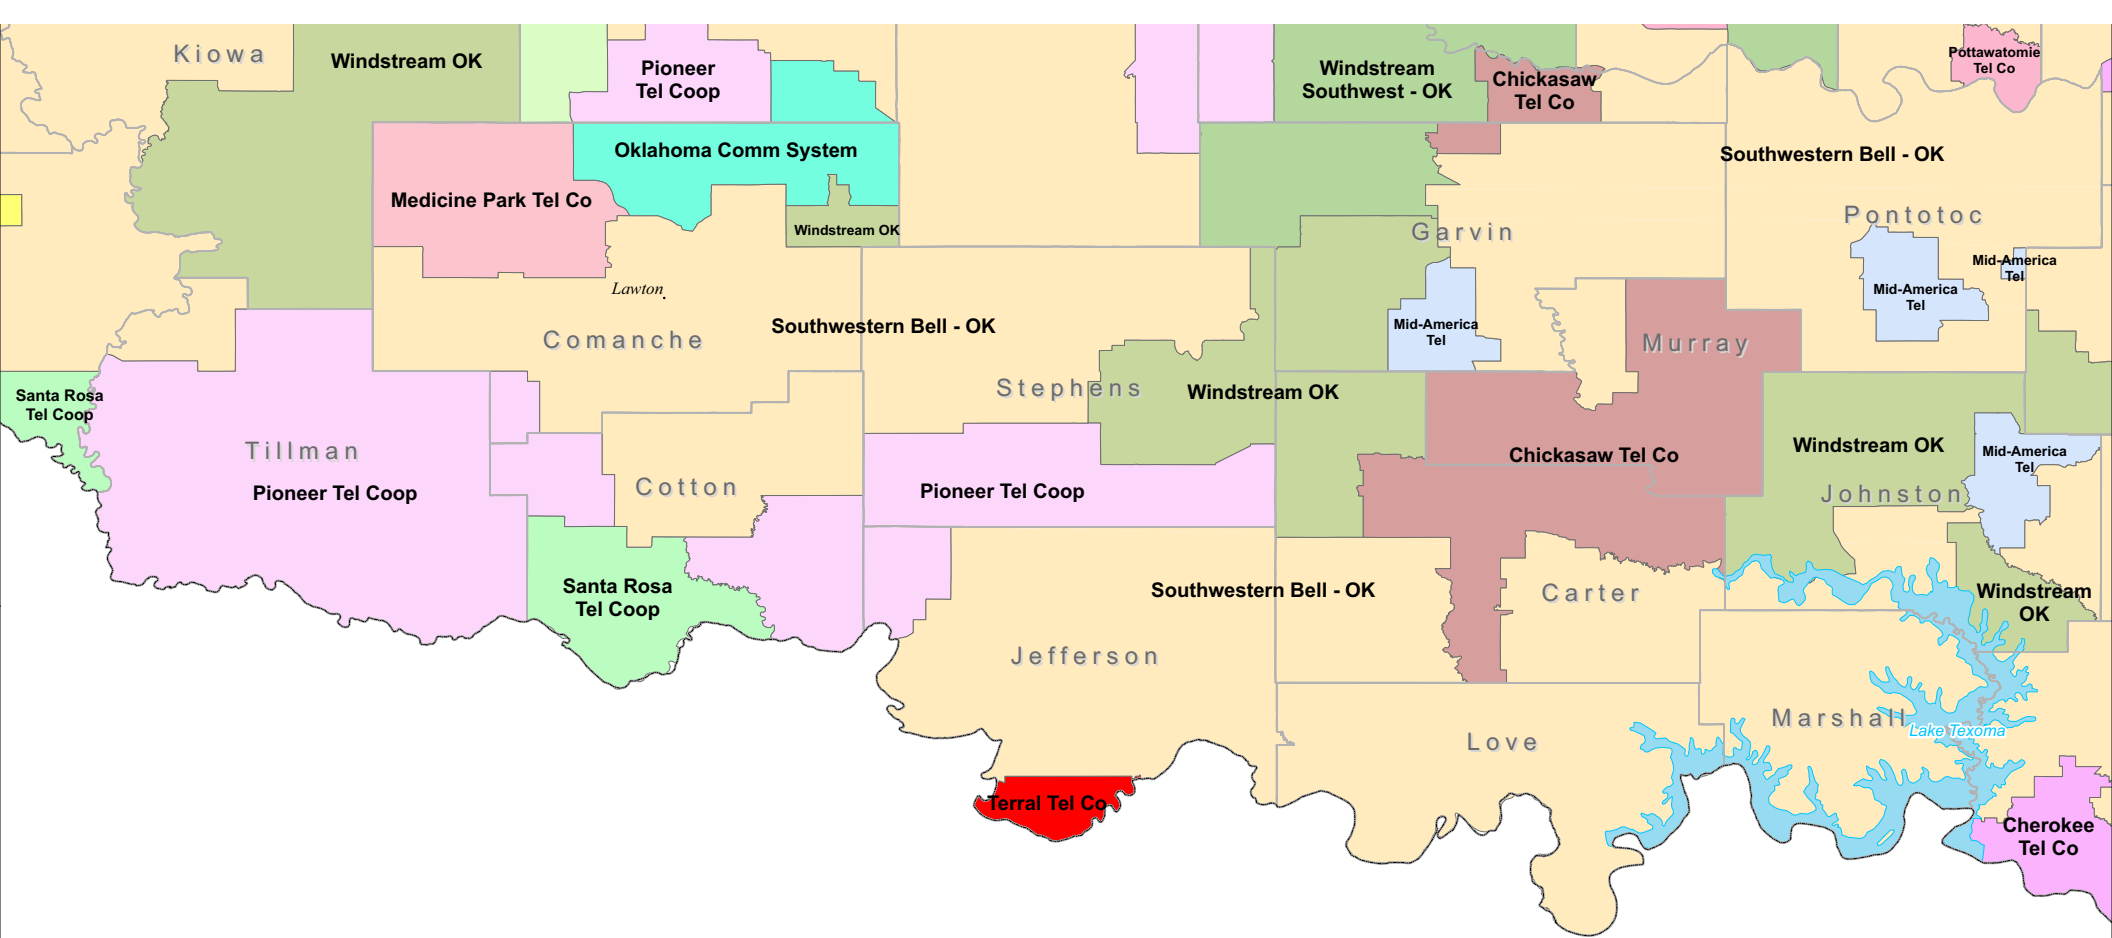 Kiowa
Windstream OK
Pioneer
Tel Coop
Windstream
Southwest - OK
Chickasaw
Tel Co
Pottawatomie
Tel Co
Oklahoma Comm System
Southwestern Bell - OK
Medicine Park Tel Co
Pontotoc
Windstream OK
Garvin
Mid-America
Tel
Lawton
Mid-America
Tel
Southwestern Bell - OK
Mid-America
Tel
Comanche
Murray
Stephens
Windstream OK
Santa Rosa
Tel Coop
Tillman
Chickasaw Tel Co
Windstream OK
Mid-America
Tel
Pioneer Tel Coop
Cotton
Pioneer Tel Coop
Johnston
Santa Rosa
Tel Coop
Southwestern Bell - OK
Carter
Windstream
OK
Jefferson
Marshall
Lake Texoma
Love
Terral Tel Co
Cherokee
Tel Co